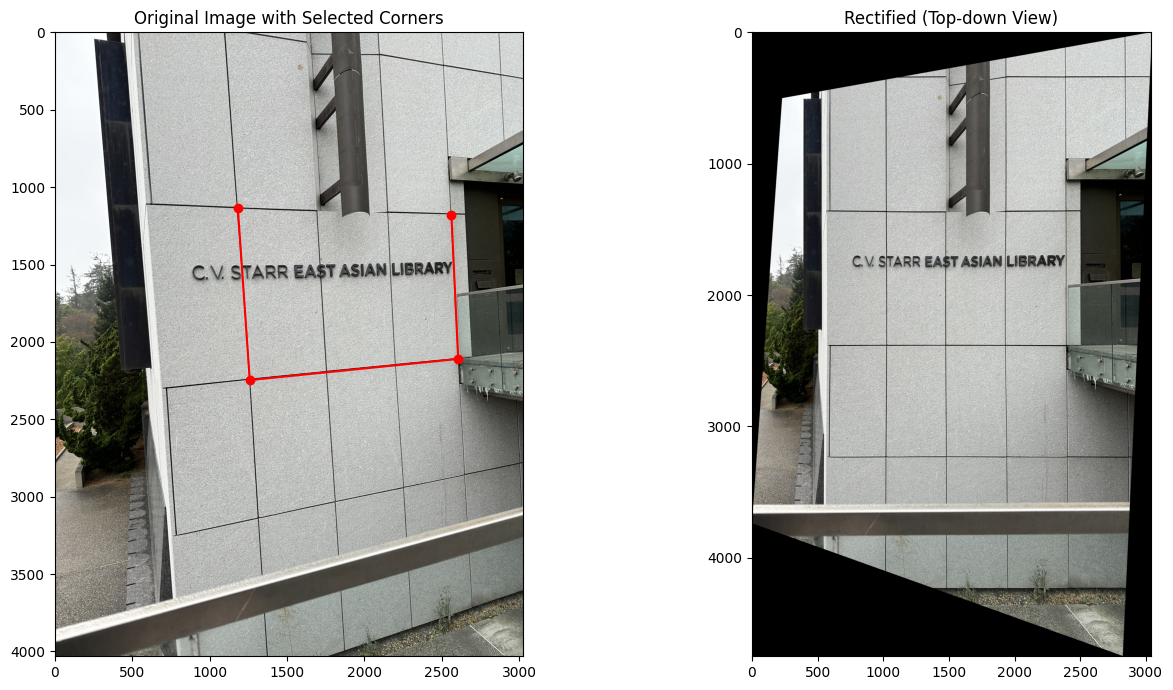 Original Image with Selected Corners
0
500
1000
1500
2000
2500
3000
3500
4000
0 500 1000 1500 2000 2500 3000
C.V. STARR EAST ASIAN LIBRARY
Rectified (Top-down View)
0
1000
2000
3000
4000
0 500 1000 1500 2000 2500 3000
C.V. STARR EAST ASIAN LIBRARY